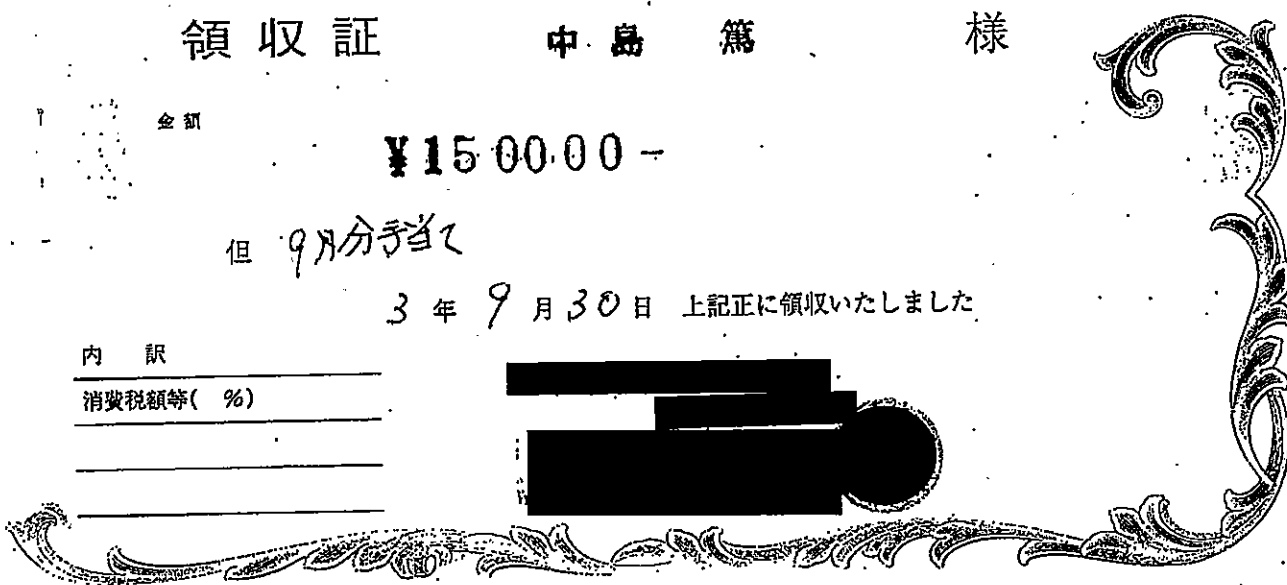 領収証 中島 篤 様
金額
¥150000-
但 9月分手当て
3年9月30日 上記正に領収いたしました
内 訳
消費税額等( %)